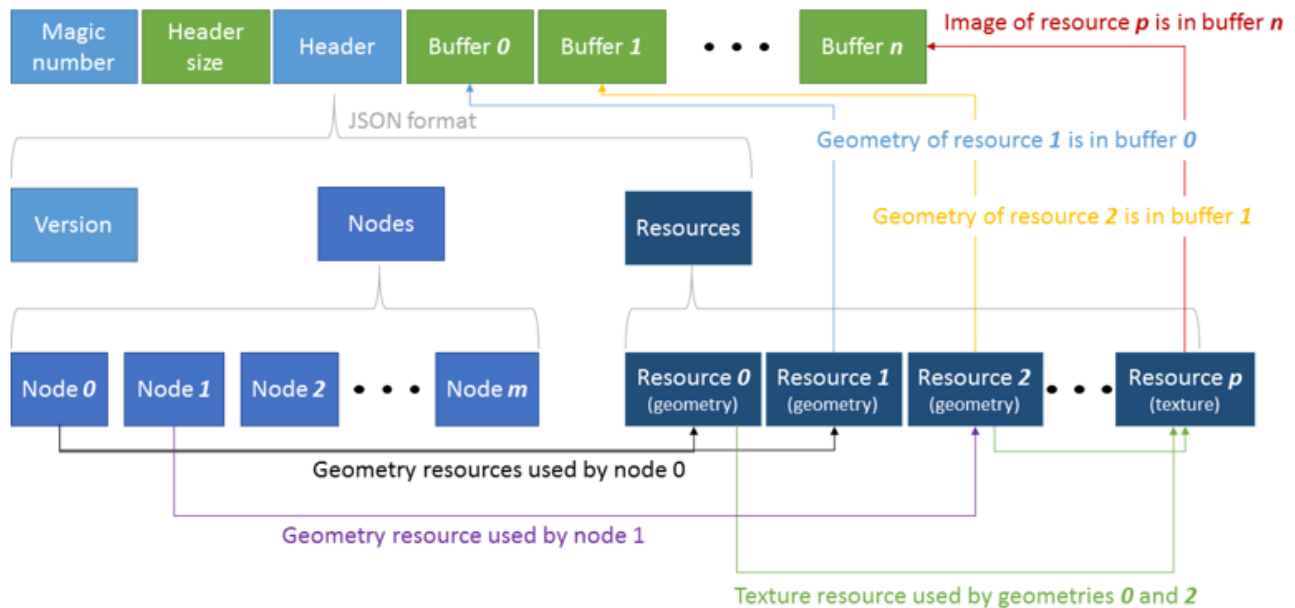 Magic number
Header size
Header
Buffer 0
Buffer 1
• • •
Buffer n
Image of resource p is in buffer n
JSON format
Geometry of resource 1 is in buffer 0
Version
Nodes
Resources
Geometry of resource 2 is in buffer 1
Node 0
Node 1
Node 2
• • •
Node m
Resource 0
(geometry)
Resource 1
(geometry)
Resource 2
(geometry)
• • •
Resource p
(texture)
Geometry resources used by node 0
Geometry resource used by node 1
Texture resource used by geometries 0 and 2